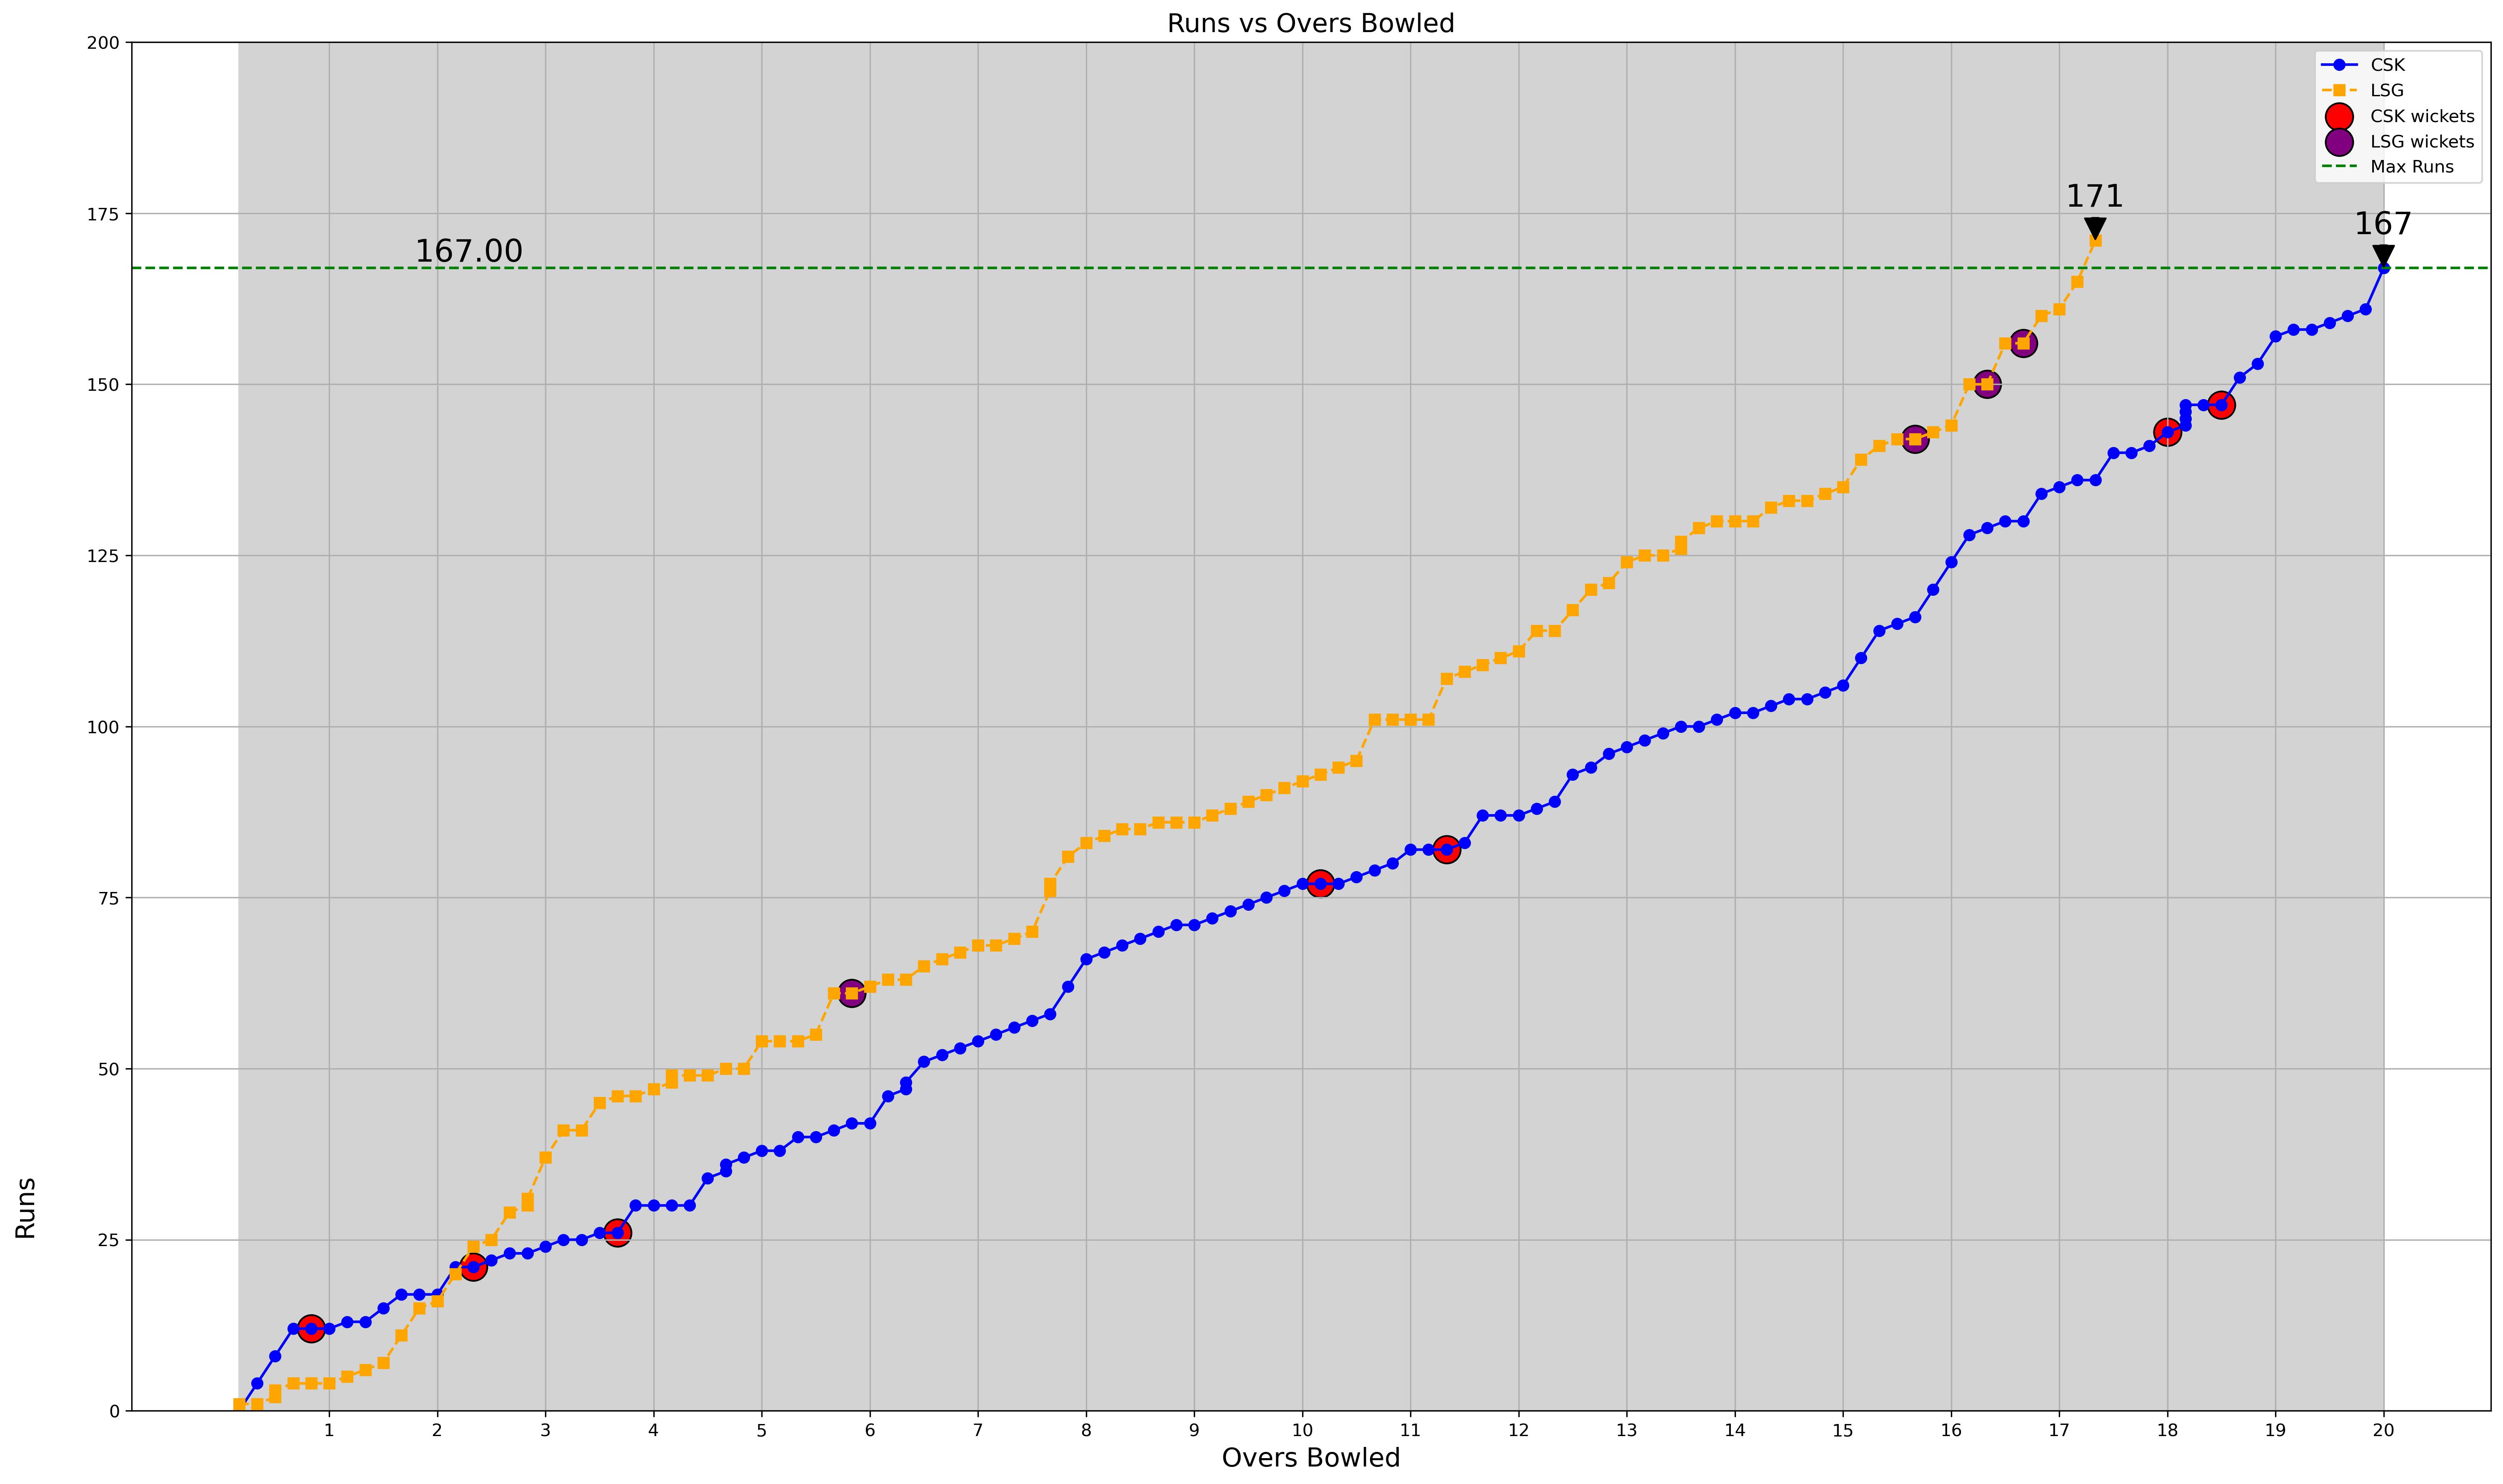 Runs vs Overs Bowled
200
175
150
125
100
75
50
25
0
Runs
167.00
171
167
CSK
LSG
CSK wickets
LSG wickets
Max Runs
1 2 3 4 5 6 7 8 9 10 11 12 13 14 15 16 17 18 19 20
Overs Bowled